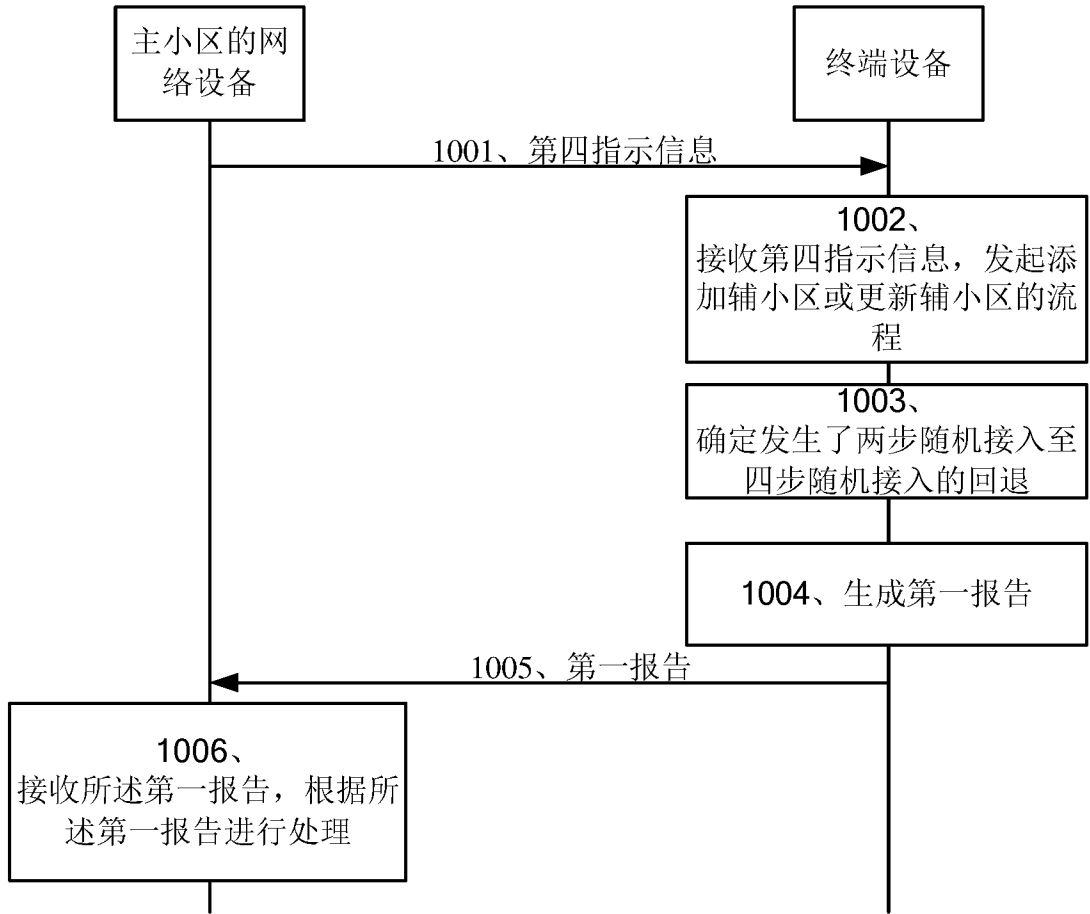 主小区的网
络设备
终端设备
1001、第四指示信息
1002、
接收第四指示信息，发起添
加辅小区或更新辅小区的流
程
1003、
确定发生了两步随机接入至
四步随机接入的回退
1004、生成第一报告
1005、第一报告
1006、
接收所述第一报告，根据所
述第一报告进行处理